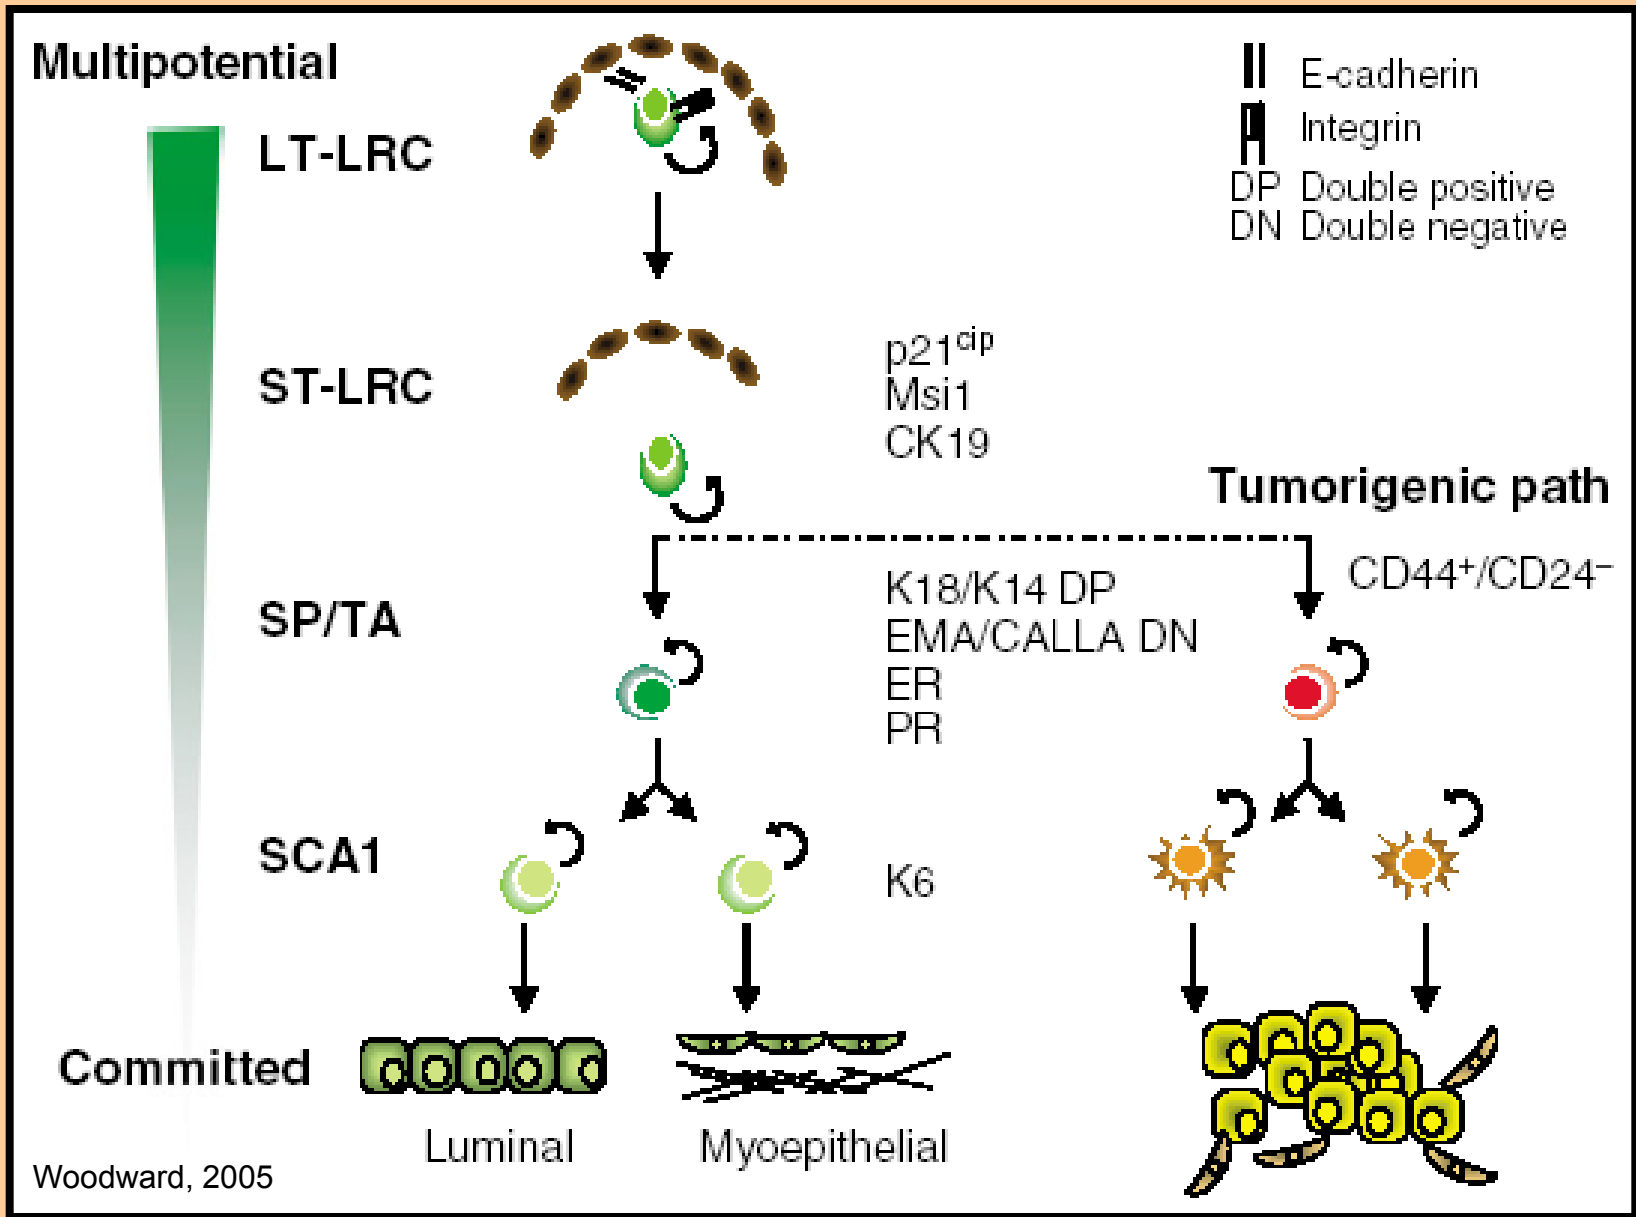 Multipotential
LT-LRC
E-cadherin
Integrin
DP Double positive
DN Double negative
ST-LRC
p21ᶜⁱᵖ
Msi1
CK19
Tumorigenic path
CD44⁺/CD24⁻
SP/TA
K18/K14 DP
EMA/CALLA DN
ER
PR
SCA1
K6
Committed
Luminal
Myoepithelial
Woodward, 2005